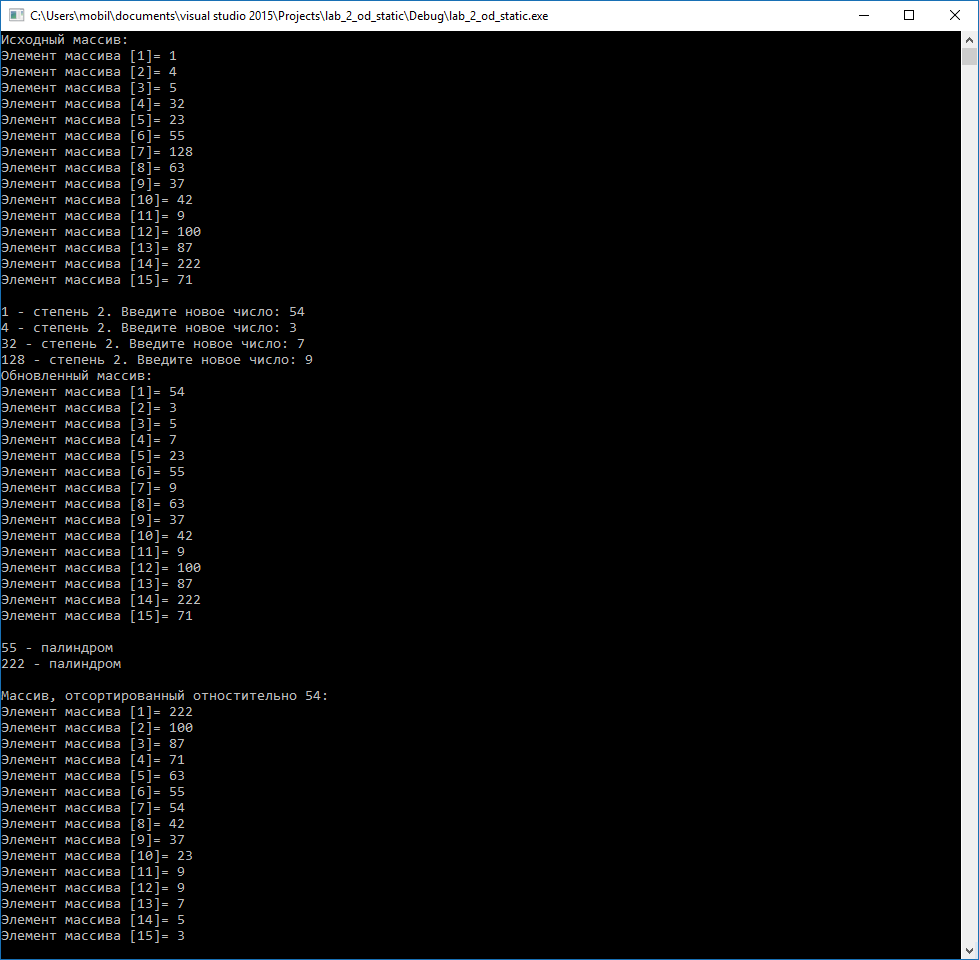 C:\Users\mobil\documents\visual studio 2015\Projects\lab_2_od_static\Debug\lab_2_od_static.exe
Исходный массив:
Элемент массива [1]= 1
Элемент массива [2]= 4
Элемент массива [3]= 5
Элемент массива [4]= 32
Элемент массива [5]= 23
Элемент массива [6]= 55
Элемент массива [7]= 128
Элемент массива [8]= 63
Элемент массива [9]= 37
Элемент массива [10]= 42
Элемент массива [11]= 9
Элемент массива [12]= 100
Элемент массива [13]= 87
Элемент массива [14]= 222
Элемент массива [15]= 71
1 - степень 2. Введите новое число: 54
4 - степень 2. Введите новое число: 3
32 - степень 2. Введите новое число: 7
128 - степень 2. Введите новое число: 9
Обновленный массив:
Элемент массива [1]= 54
Элемент массива [2]= 3
Элемент массива [3]= 5
Элемент массива [4]= 7
Элемент массива [5]= 23
Элемент массива [6]= 55
Элемент массива [7]= 9
Элемент массива [8]= 63
Элемент массива [9]= 37
Элемент массива [10]= 42
Элемент массива [11]= 9
Элемент массива [12]= 100
Элемент массива [13]= 87
Элемент массива [14]= 222
Элемент массива [15]= 71
55 - палиндром
222 - палиндром
Массив, отсортированный отностительно 54:
Элемент массива [1]= 222
Элемент массива [2]= 100
Элемент массива [3]= 87
Элемент массива [4]= 71
Элемент массива [5]= 63
Элемент массива [6]= 55
Элемент массива [7]= 54
Элемент массива [8]= 42
Элемент массива [9]= 37
Элемент массива [10]= 23
Элемент массива [11]= 9
Элемент массива [12]= 9
Элемент массива [13]= 7
Элемент массива [14]= 5
Элемент массива [15]= 3